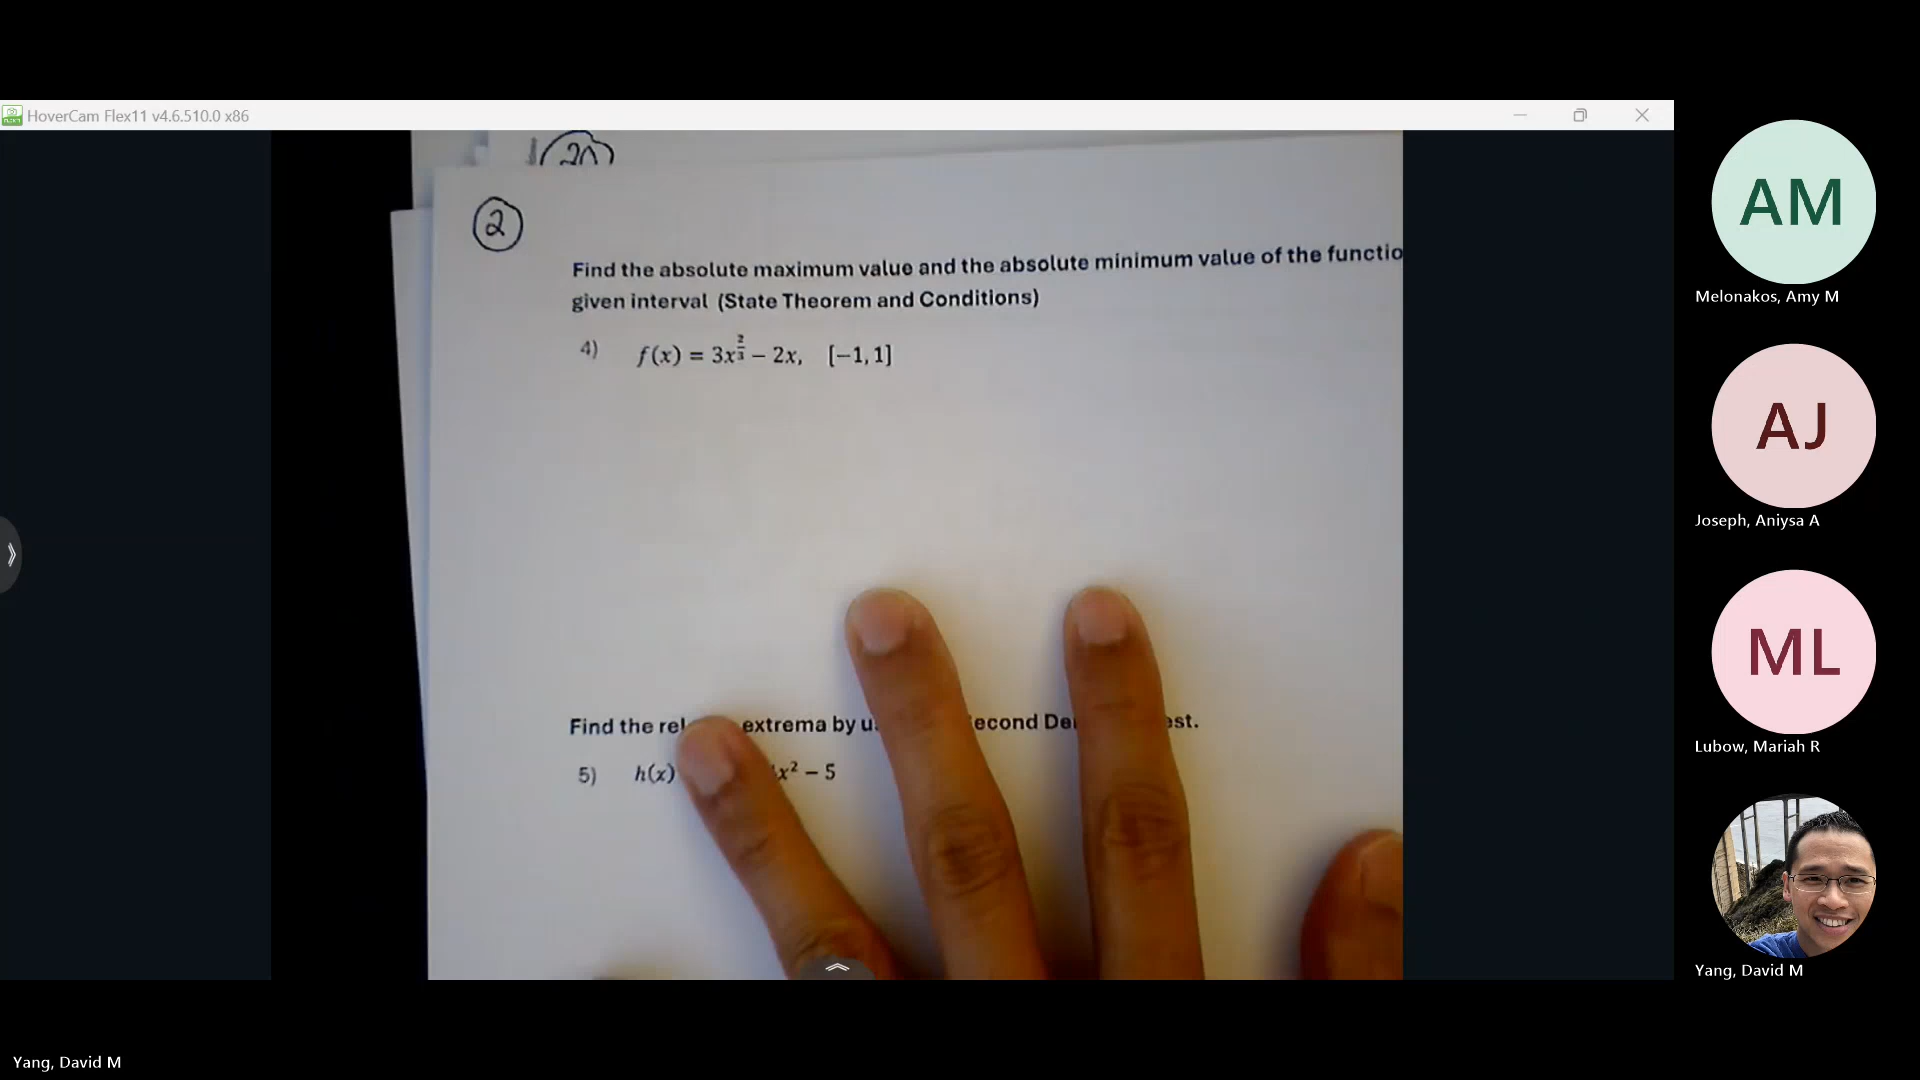 HoverCam Flex11 v4.6.510.0 x86
20
2
Find the absolute maximum value and the absolute minimum value of the functio
given interval (State Theorem and Conditions)
4) f(x) = 3x^{2/3} − 2x, [−1, 1]
Find the rel extrema by u econd De est.
5) h(x) x² − 5
AM
Melonakos, Amy M
AJ
Joseph, Aniysa A
ML
Lubow, Mariah R
Yang, David M
Yang, David M